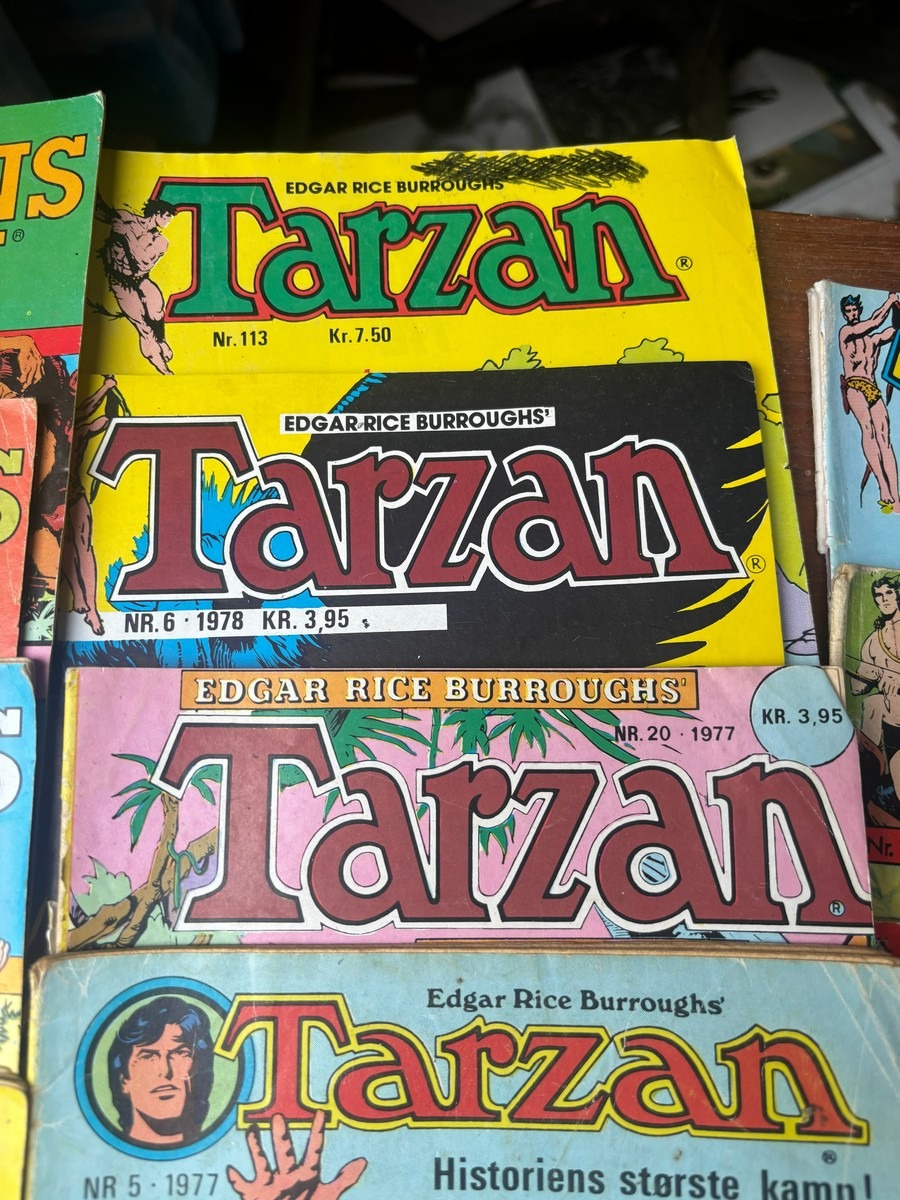 TS
®
EDGAR RICE BURROUGHS'
Tarzan
®
Nr. 113 Kr. 7.50
EDGAR RICE BURROUGHS'
Tarzan
®
NR. 6 · 1978 KR. 3,95
EDGAR RICE BURROUGHS'
NR. 20 · 1977
KR. 3,95
Tarzan
®
Edgar Rice Burroughs'
Tarzan
®
NR 5 · 1977
Historiens største kamp!
Nr.